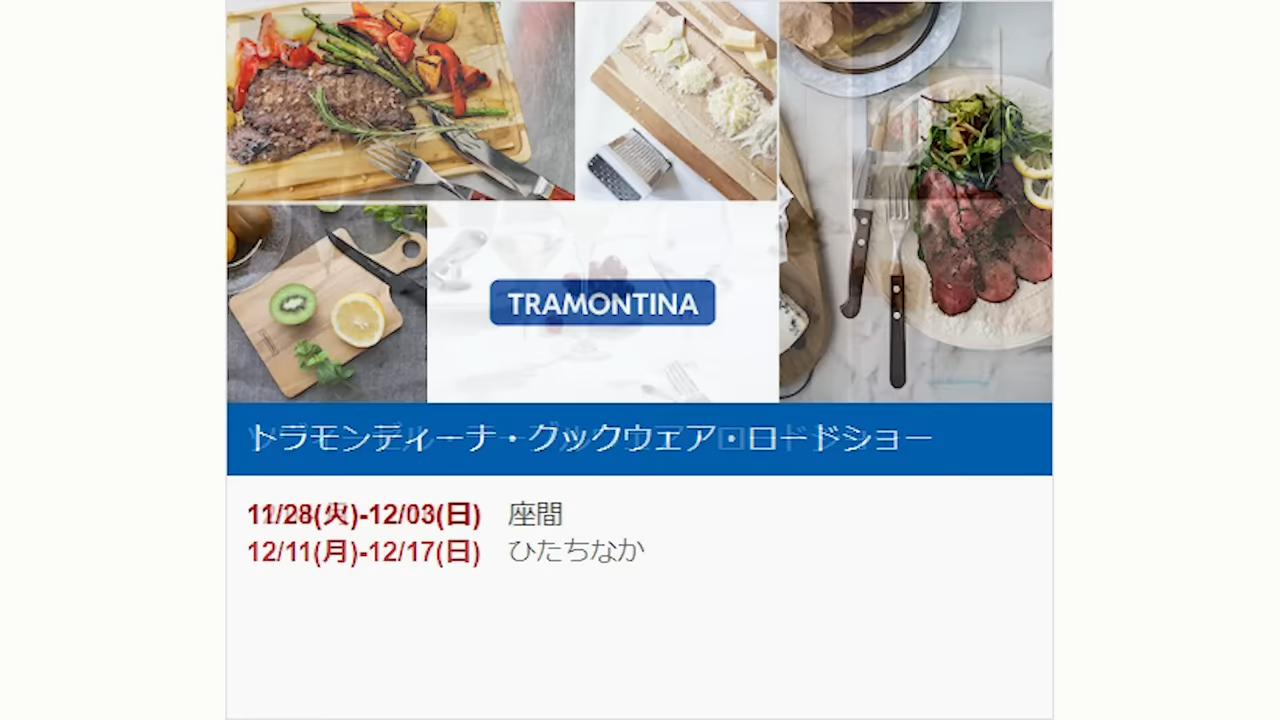 TRAMONTINA
トラモンティーナ・クックウェア・ロードショー
11/28(火)-12/03(日) 座間
12/11(月)-12/17(日) ひたちなか